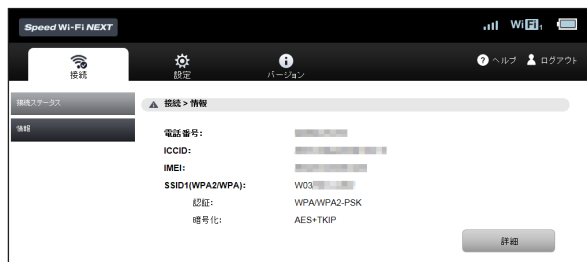 Speed Wi-Fi NEXT
WiFi 1
接続
設定
バージョン
ヘルプ
ログアウト
接続ステータス
情報
接続 > 情報
電話番号:
ICCID:
IMEI:
SSID1(WPA2/WPA): W03
認証: WPA/WPA2-PSK
暗号化: AES+TKIP
詳細